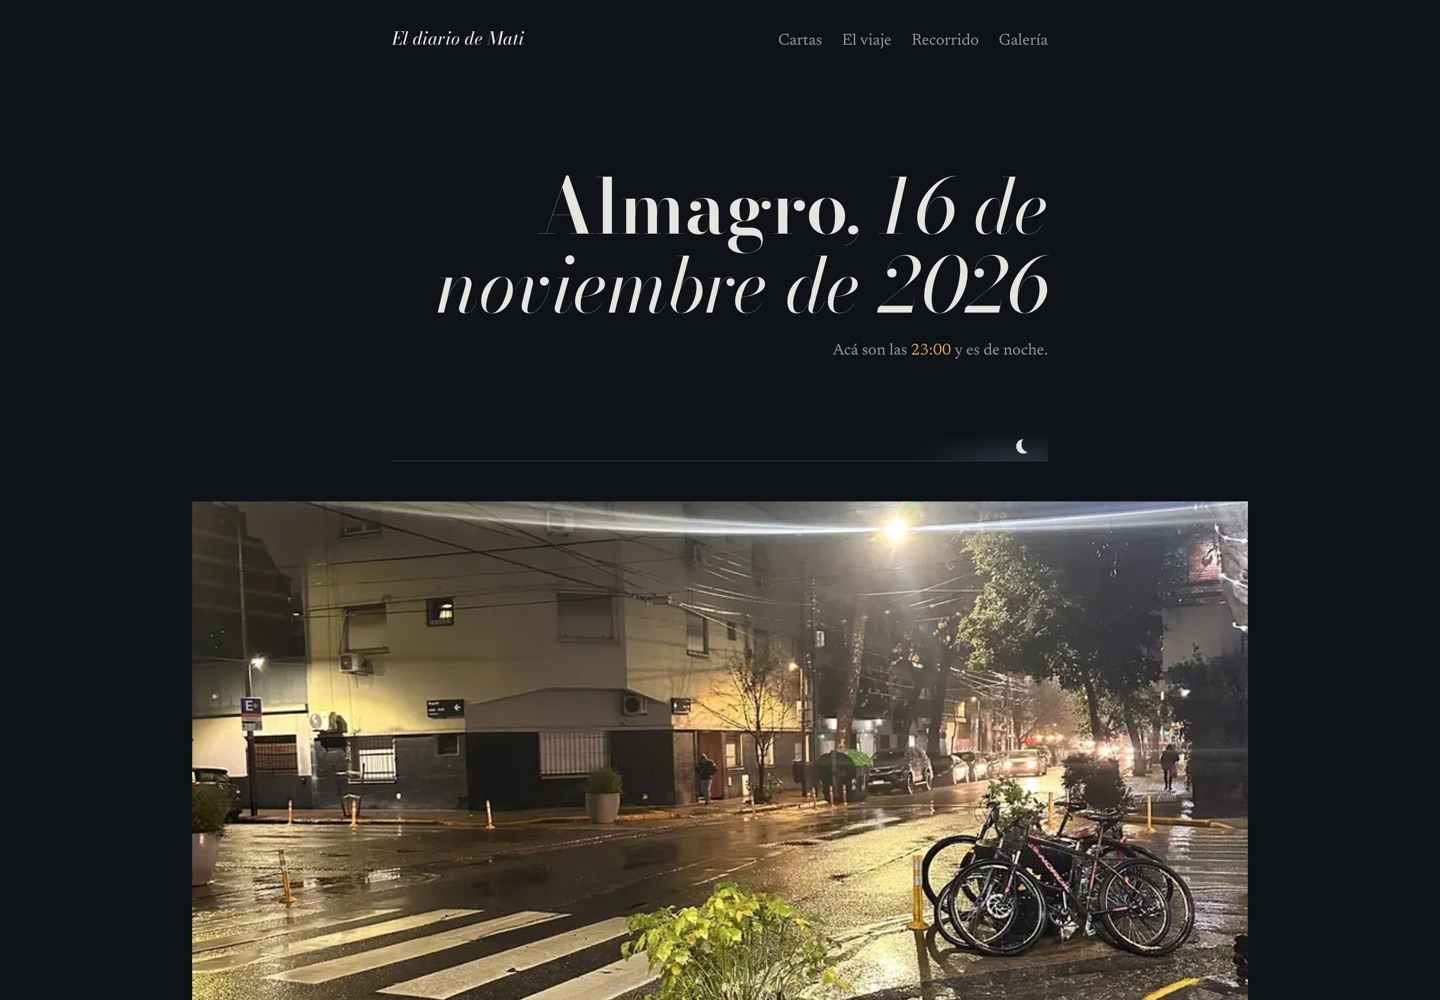 El diario de Mati
Cartas El viaje Recorrido Galería
Almagro, 16 de
noviembre de 2026
Acá son las 23:00 y es de noche.
E